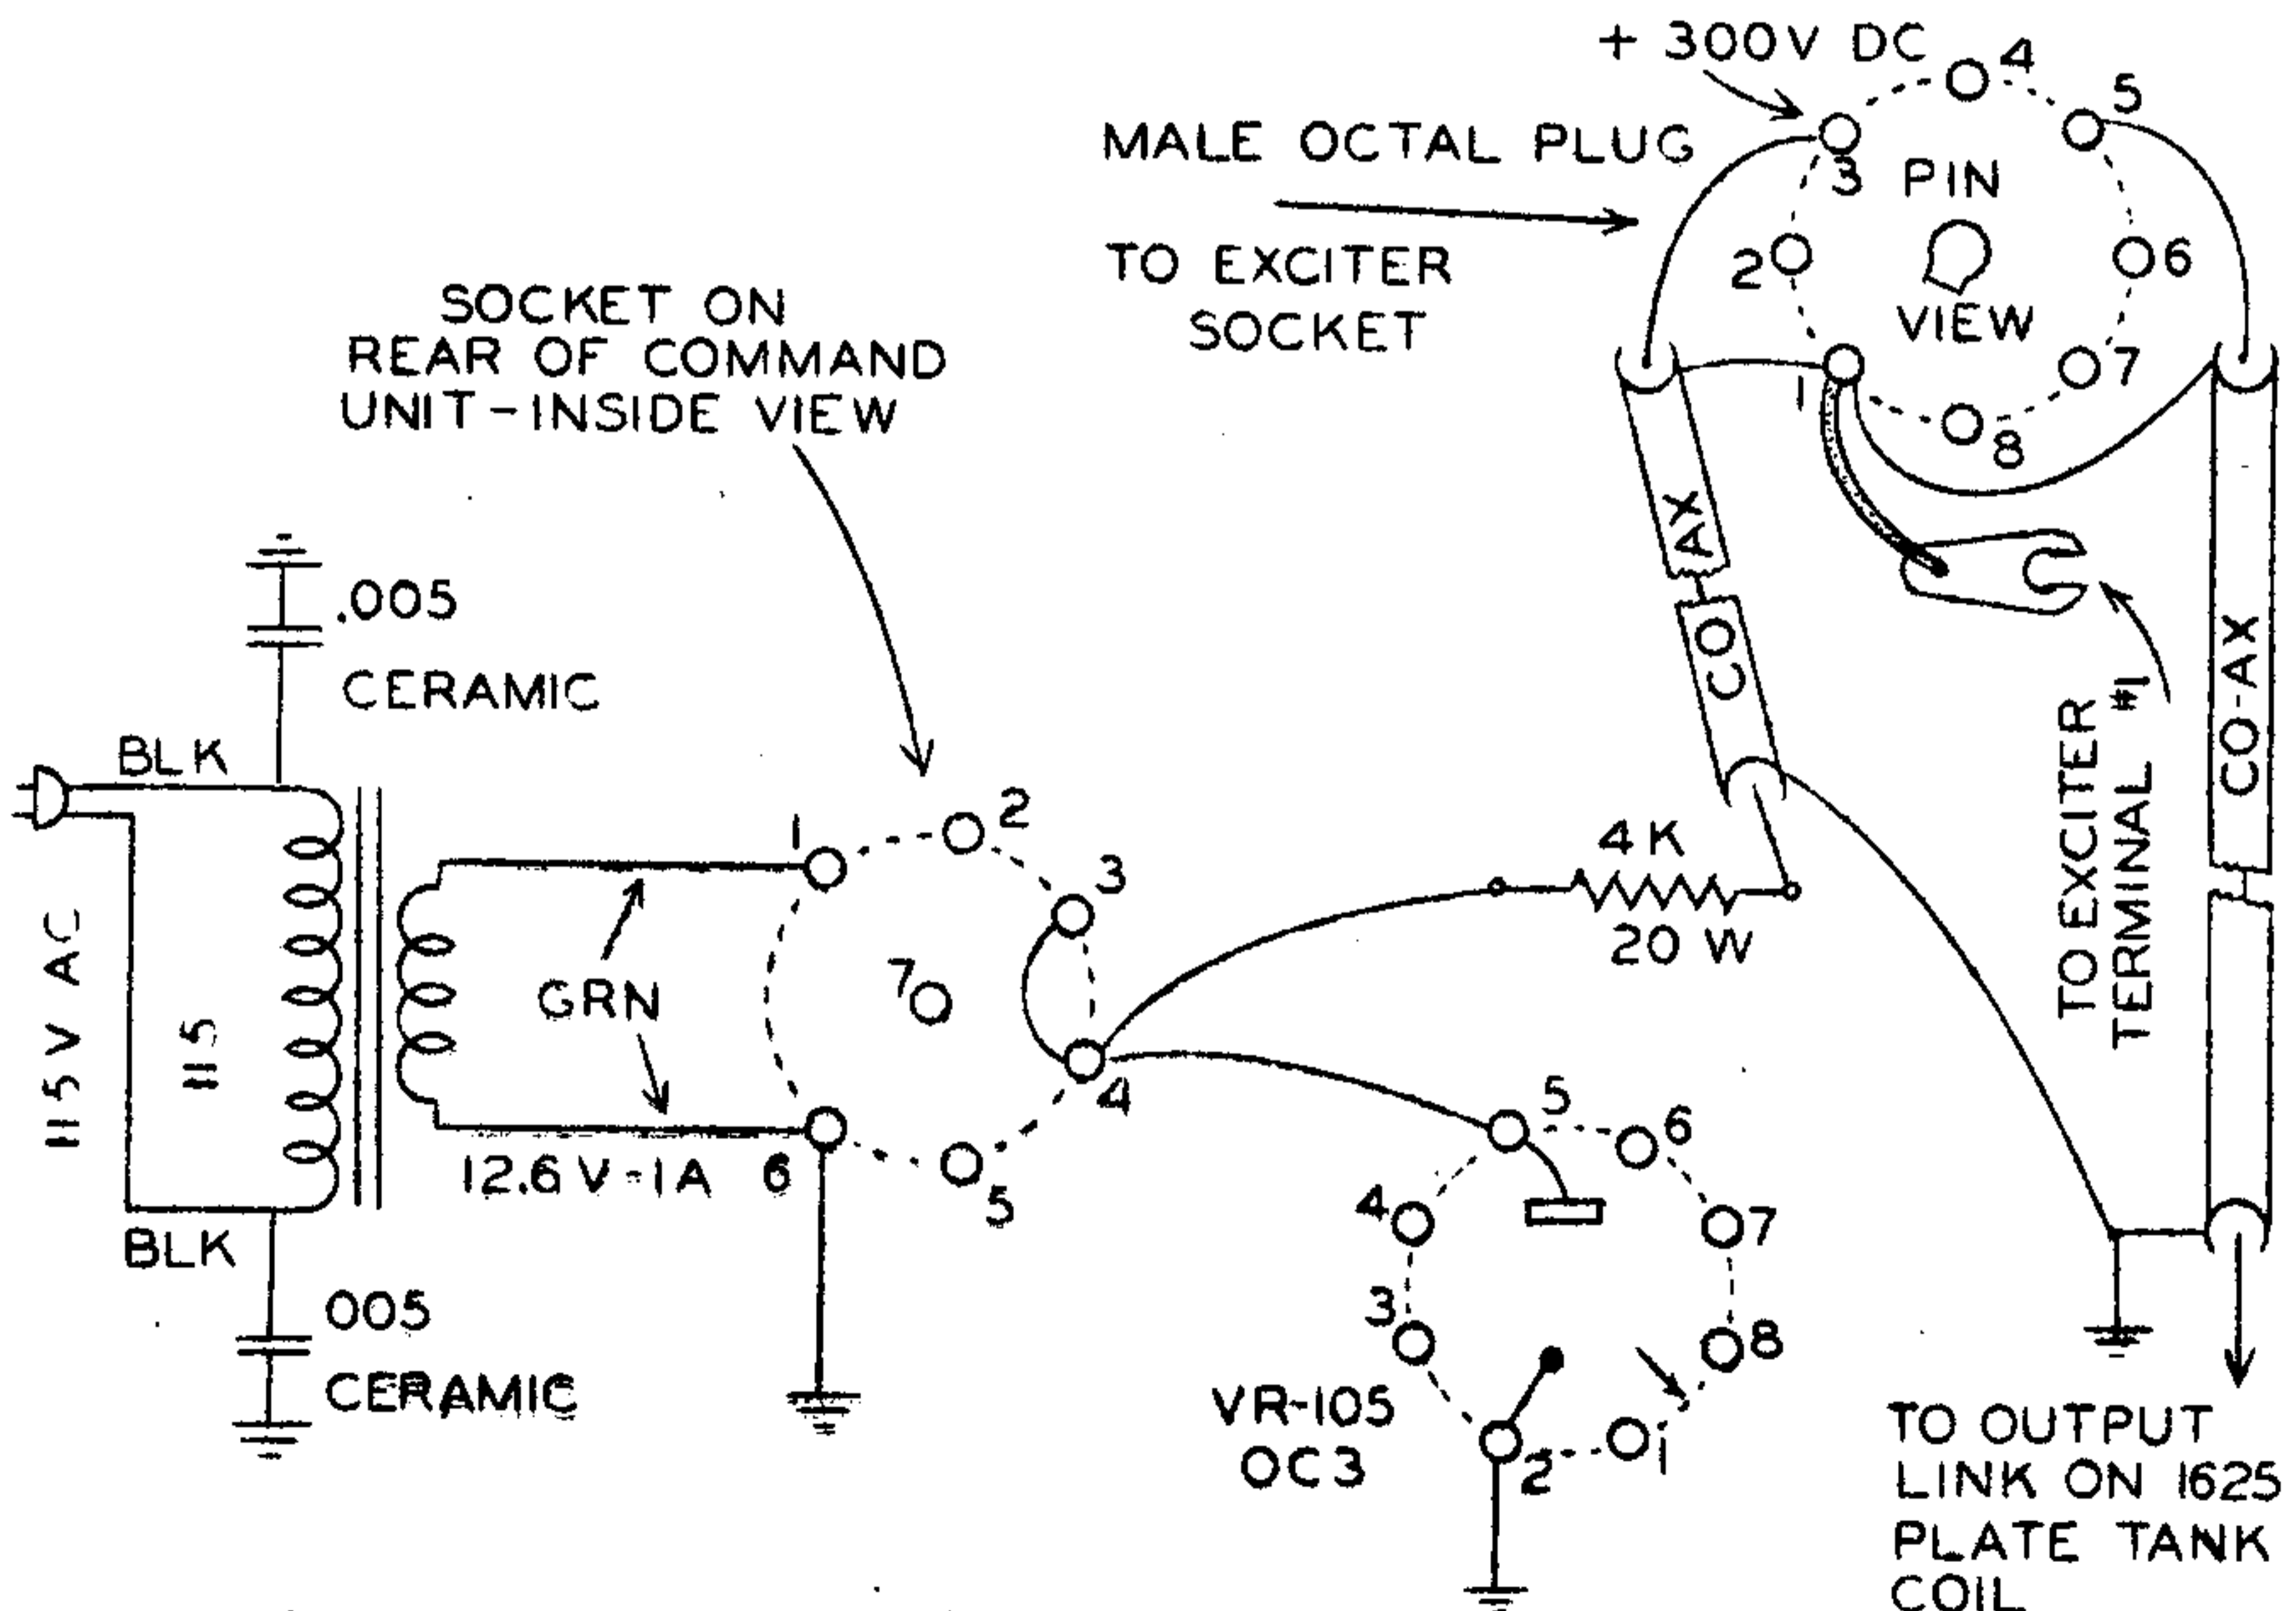 + 300V DC
4
5
MALE OCTAL PLUG
3
PIN
TO EXCITER
SOCKET
2
6
VIEW
SOCKET ON
REAR OF COMMAND
UNIT-INSIDE VIEW
1
7
8
CO AX
.005
CERAMIC
BLK
115 V AC
115
TO EXCITER
TERMINAL #1
CO-AX
1
2
3
4 K
20 W
7
GRN
4
12.6 V-1A
6
5
BLK
005
CERAMIC
5
6
4
7
3
8
VR-105
OC3
2
1
TO OUTPUT
LINK ON 1625
PLATE TANK
COIL